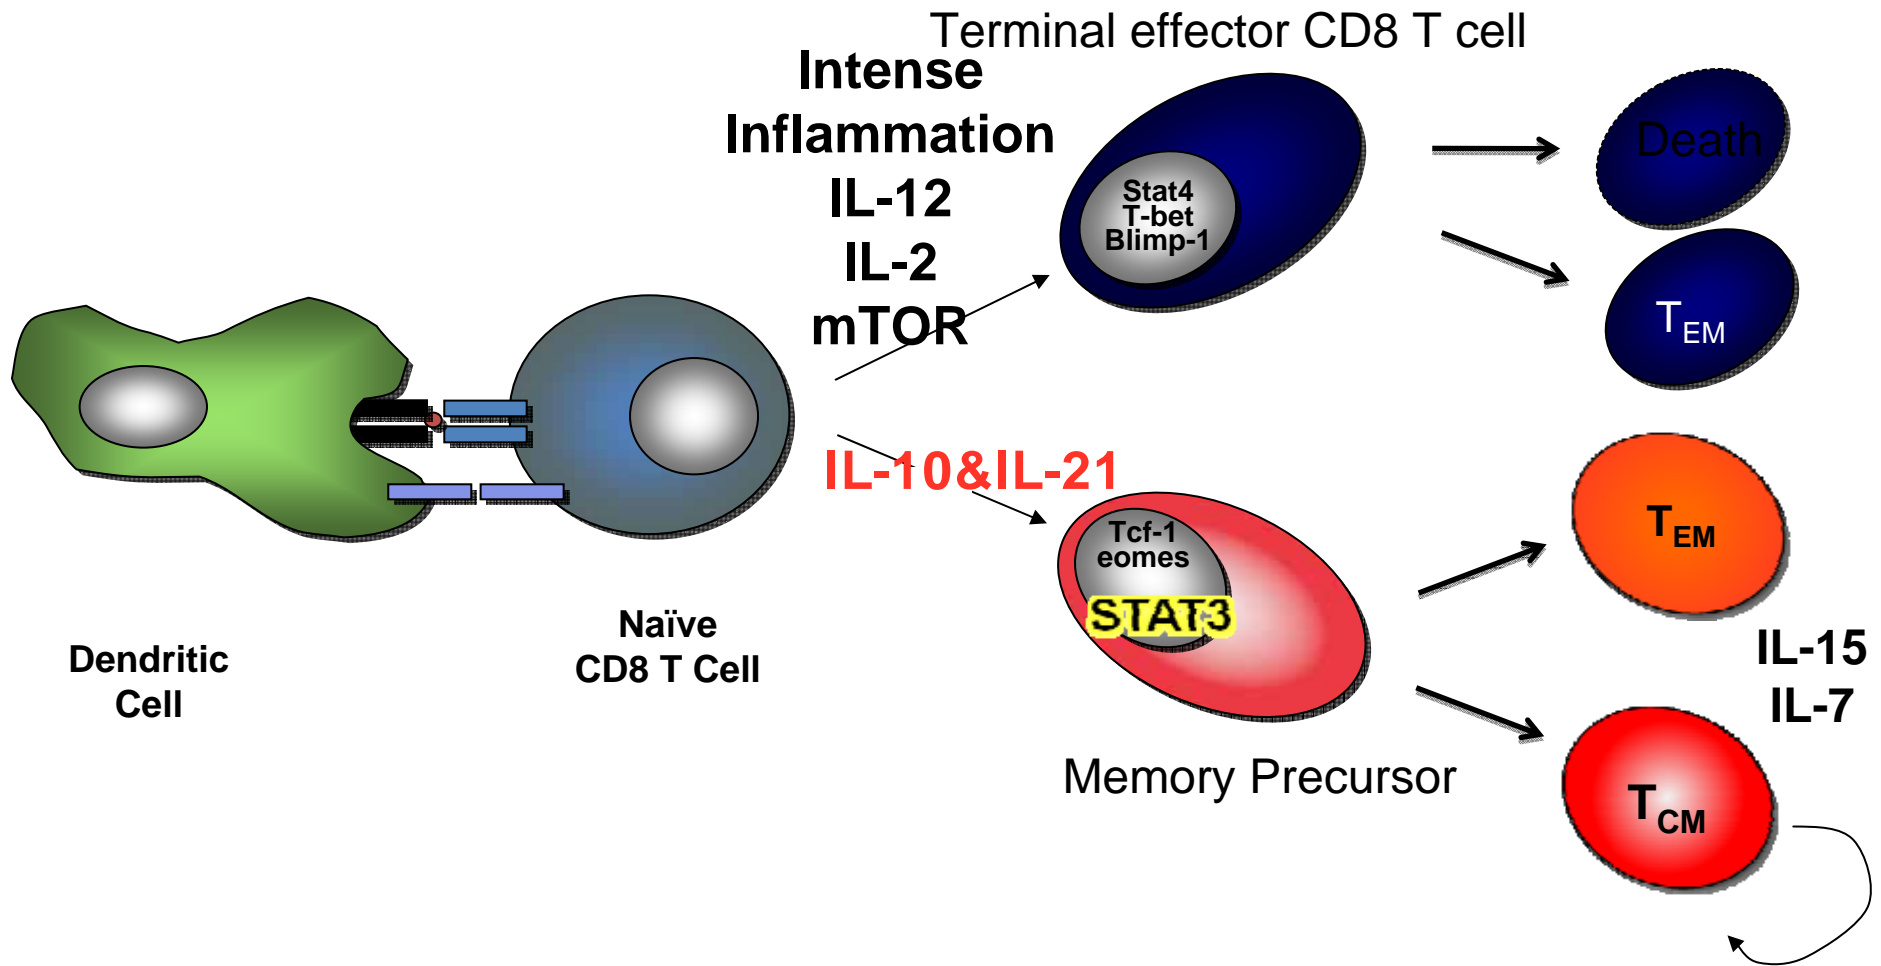 Terminal effector CD8 T cell
Intense
Inflammation
IL-12
IL-2
mTOR
Stat4
T-bet
Blimp-1
Death
TEM
IL-10&IL-21
Tcf-1
eomes
STAT3
TEM
IL-15
IL-7
TCM
Naïve
CD8 T Cell
Dendritic
Cell
Memory Precursor